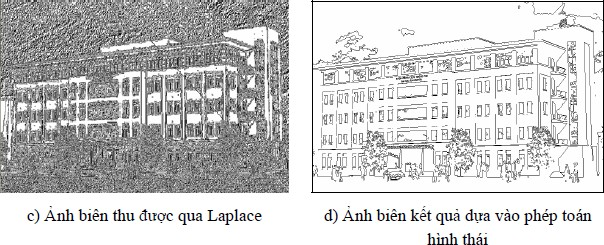 c) Ảnh biên thu được qua Laplace
d) Ảnh biên kết quả dựa vào phép toán
hình thái